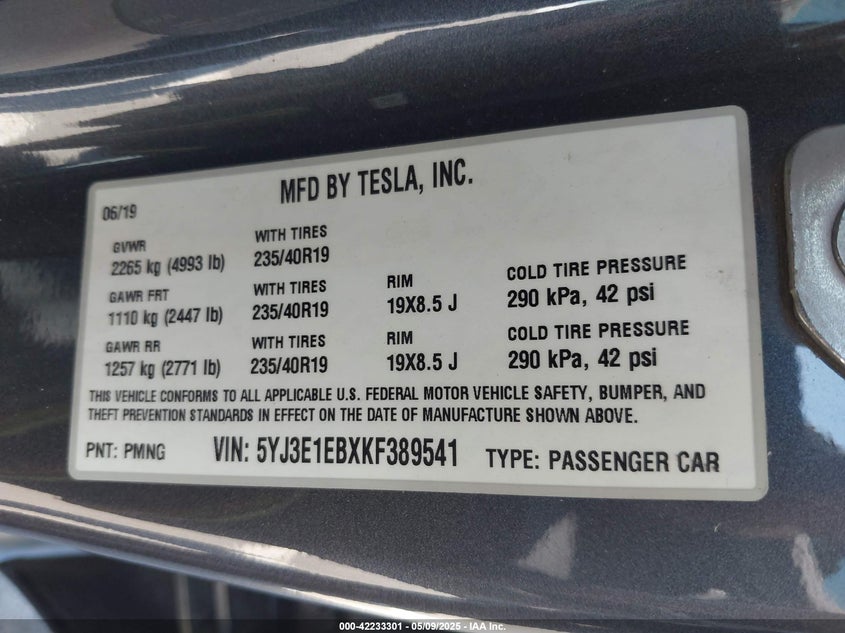 MFD BY TESLA, INC.
06/19
GVWR WITH TIRES
2265 kg (4993 lb) 235/40R19
GAWR FRT WITH TIRES RIM COLD TIRE PRESSURE
1110 kg (2447 lb) 235/40R19 19X8.5 J 290 kPa, 42 psi
GAWR RR WITH TIRES RIM COLD TIRE PRESSURE
1257 kg (2771 lb) 235/40R19 19X8.5 J 290 kPa, 42 psi
THIS VEHICLE CONFORMS TO ALL APPLICABLE U.S. FEDERAL MOTOR VEHICLE SAFETY, BUMPER, AND
THEFT PREVENTION STANDARDS IN EFFECT ON THE DATE OF MANUFACTURE SHOWN ABOVE.
PNT: PMNG VIN: 5YJ3E1EBXKF389541 TYPE: PASSENGER CAR
000-42233301 — 05/09/2025 — IAA Inc.